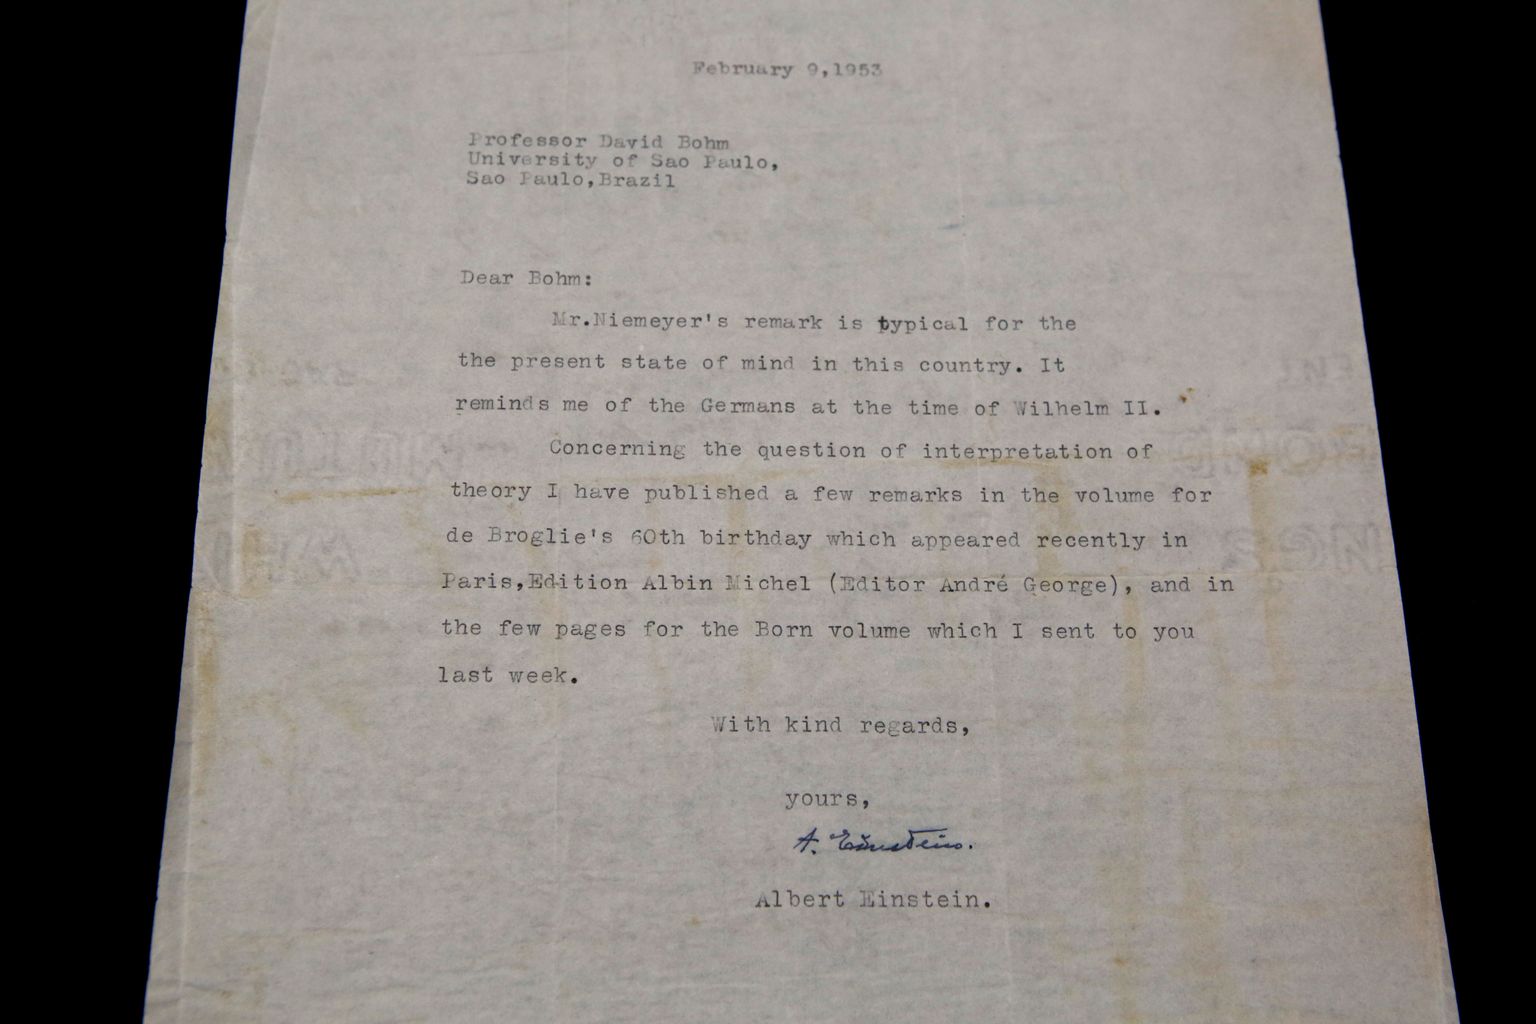 February 9,1953
Professor David Bohm
University of Sao Paulo,
Sao Paulo,Brazil
Dear Bohm:
Mr.Niemeyer's remark is typical for the
the present state of mind in this country. It
reminds me of the Germans at the time of Wilhelm II.
Concerning the question of interpretation of
theory I have published a few remarks in the volume for
de Broglie's 60th birthday which appeared recently in
Paris,Edition Albin Michel (Editor André George), and in
the few pages for the Born volume which I sent to you
last week.
With kind regards,
yours,
A. Einstein.
Albert Einstein.